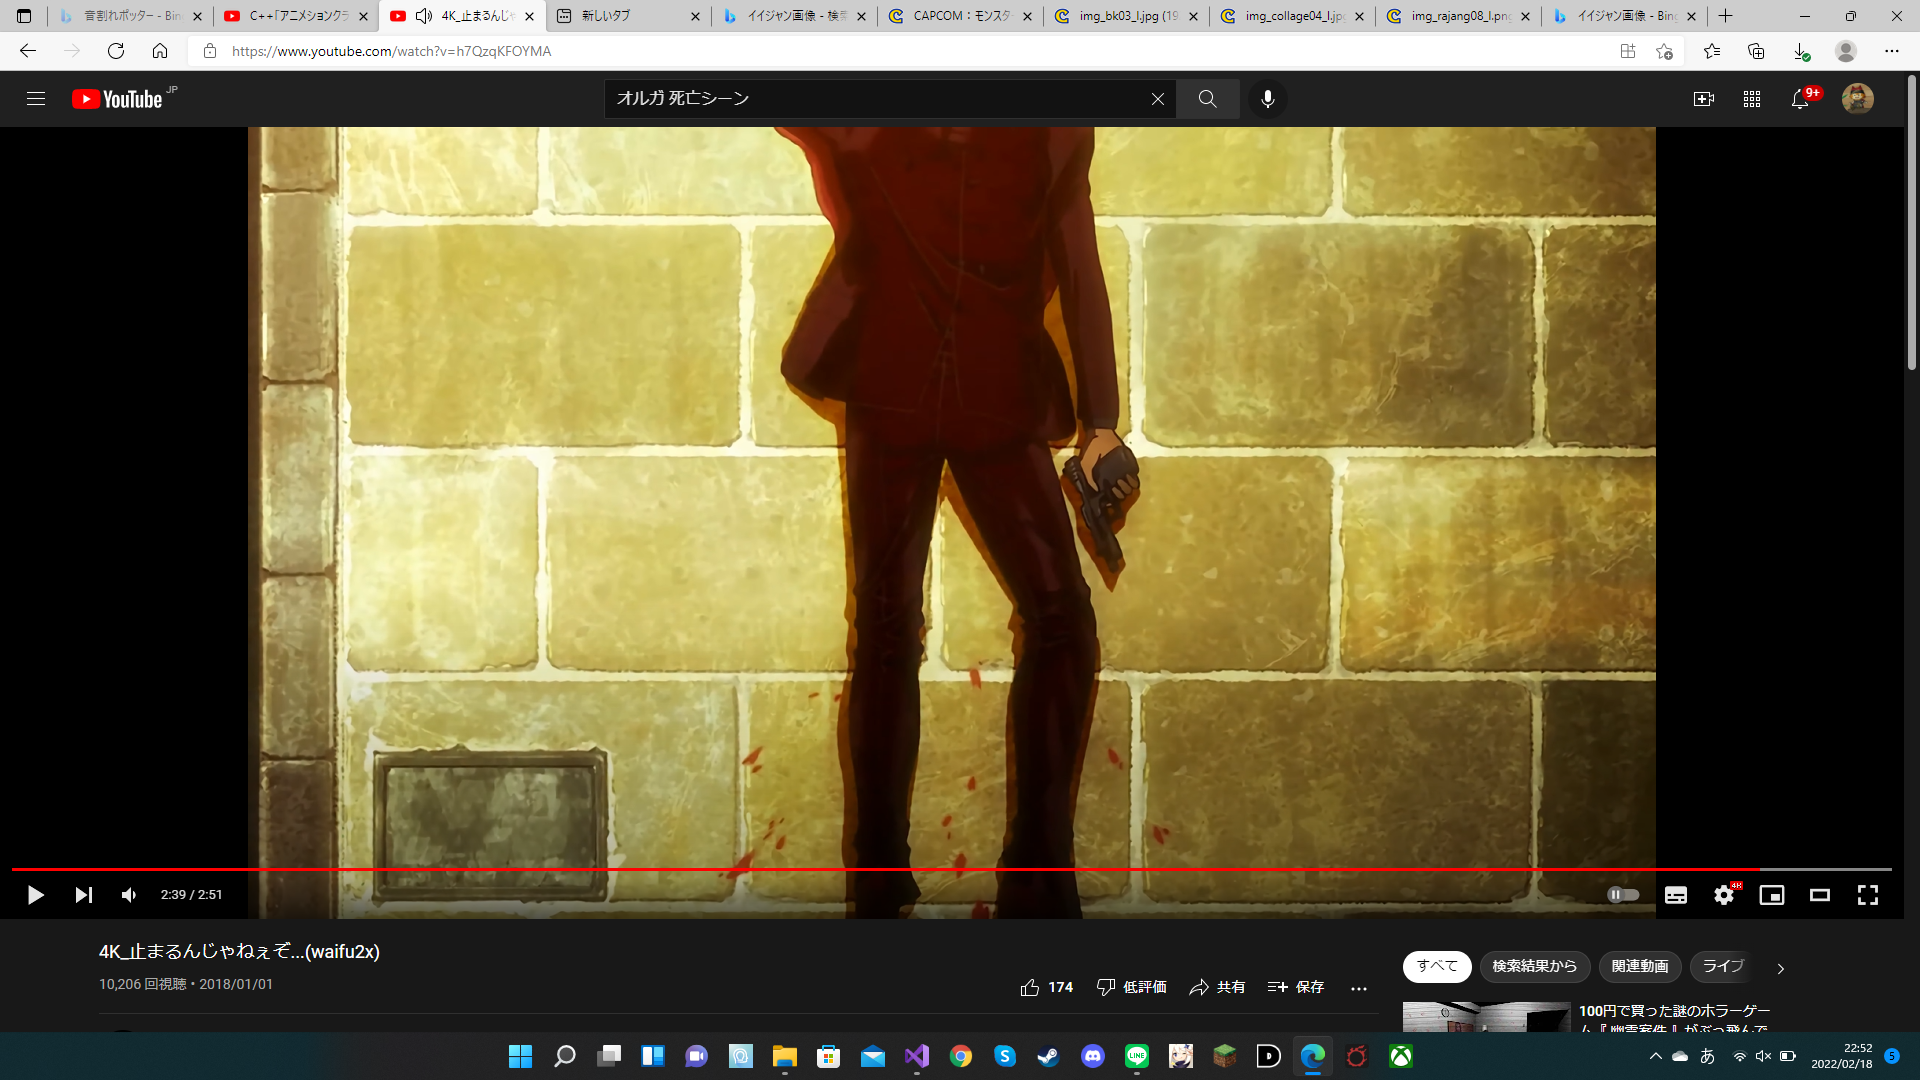 音割れポッター - Bin
C++「アニメーションクラ
4K_止まるんじゃ
新しいタブ
イイジャン画像 - 検索
CAPCOM：モンスター
img_bk03_l.jpg (19
img_collage04_l.jp
img_rajang08_l.png
イイジャン画像 - Bing
https://www.youtube.com/watch?v=h7QzqKFOYMA
YouTube JP
オルガ 死亡シーン
9+
2:39 / 2:51
4K
4K_止まるんじゃねぇぞ...(waifu2x)
10,206 回視聴・2018/01/01
174
低評価
共有
保存
すべて
検索結果から
関連動画
ライブ
100円で買った謎のホラーゲー
ム『 幽霊案件 』がぶっ飛んで
LINE
あ
22:52
2022/02/18
5